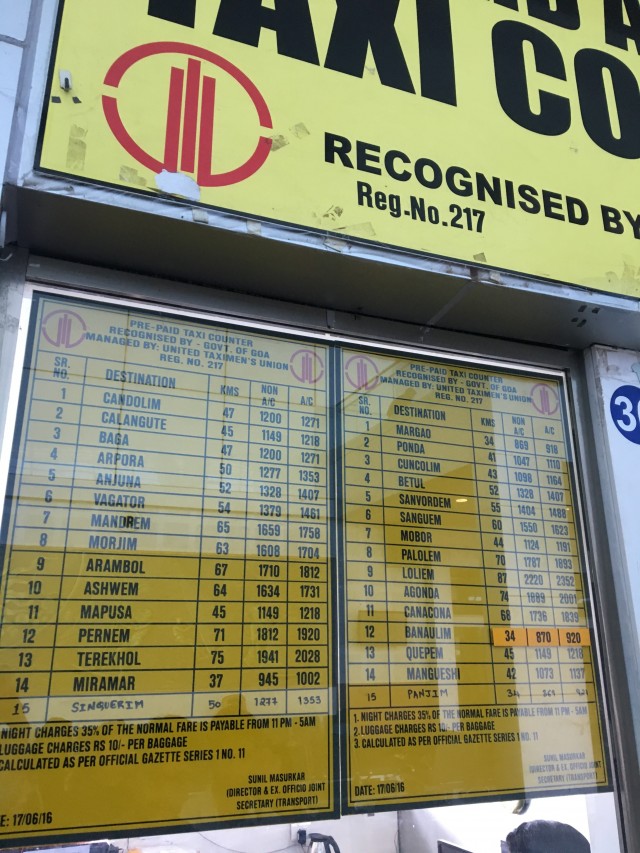 TAXI CO
RECOGNISED BY
Reg.No.217
PRE-PAID TAXI COUNTER
RECOGNISED BY - GOVT. OF GOA
MANAGED BY: UNITED TAXIMEN'S UNION
REG. NO. 217
SR. NO. DESTINATION KMS NON A/C A/C
1 CANDOLIM 47 1200 1271
2 CALANGUTE 45 1149 1218
3 BAGA 47 1200 1271
4 ARPORA 50 1277 1353
5 ANJUNA 52 1328 1407
6 VAGATOR 54 1379 1461
7 MANDREM 65 1659 1758
8 MORJIM 63 1608 1704
9 ARAMBOL 67 1710 1812
10 ASHWEM 64 1634 1731
11 MAPUSA 45 1149 1218
12 PERNEM 71 1812 1920
13 TEREKHOL 75 1941 2028
14 MIRAMAR 37 945 1002
15 SINQUERIM 50 1277 1353
NIGHT CHARGES 35% OF THE NORMAL FARE IS PAYABLE FROM 11 PM - 5AM
LUGGAGE CHARGES RS 10/- PER BAGGAGE
CALCULATED AS PER OFFICIAL GAZETTE SERIES 1 NO. 11
SUNIL MASURKAR
(DIRECTOR & EX. OFFICIO JOINT
SECRETARY (TRANSPORT)
E: 17/06/16
PRE-PAID TAXI COUNTER
RECOGNISED BY - GOVT. OF GOA
MANAGED BY: UNITED TAXIMEN'S UNION
REG. NO. 217
SR. NO. DESTINATION KMS NON A/C A/C
1 MARGAO 34 869 918
2 PONDA 41 1047 1110
3 CUNCOLIM 43 1098 1164
4 BETUL 52 1328 1407
5 SANVORDEM 55 1404 1488
6 SANGUEM 60 1550 1623
7 MOBOR 44 1124 1191
8 PALOLEM 70 1787 1893
9 LOLIEM 87 2220 2352
10 AGONDA 74 1889 2001
11 CANACONA 68 1736 1839
12 BANAULIM 34 870 920
13 QUEPEM 45 1149 1218
14 MANGUESHI 42 1073 1137
15 PANJIM 34
1. NIGHT CHARGES 35% OF THE NORMAL FARE IS PAYABLE FROM 11 PM - 5AM
2. LUGGAGE CHARGES RS 10/- PER BAGGAGE
3. CALCULATED AS PER OFFICIAL GAZETTE SERIES 1 NO. 11
SUNIL MASURKAR
(DIRECTOR & EX. OFFICIO JOINT
SECRETARY (TRANSPORT)
DATE: 17/06/16